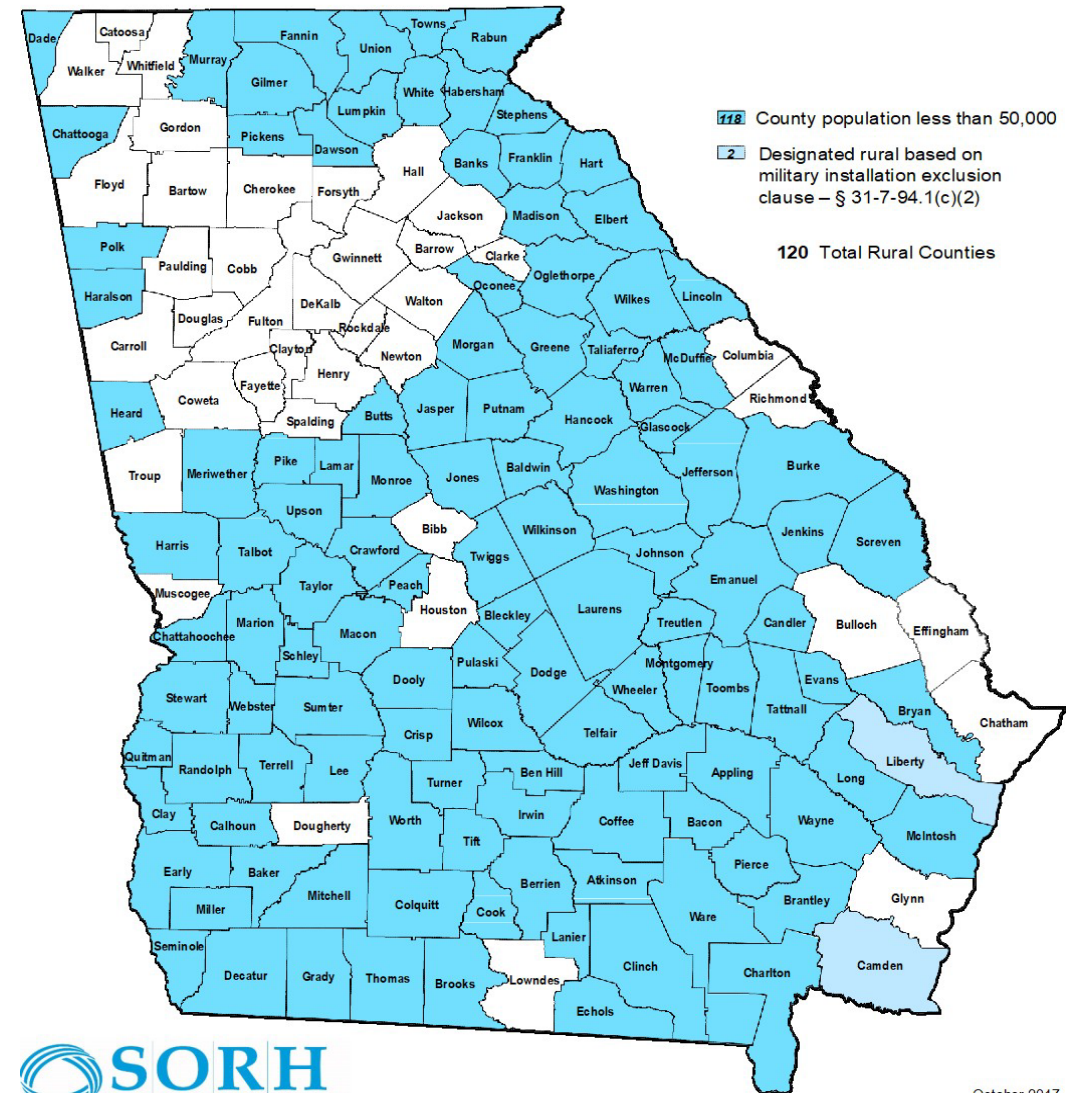 Dade
Catoosa
Walker
Whitfield
Murray
Fannin
Union
Towns
Rabun
Gilmer
White
Habersham
Lumpkin
Stephens
Chattooga
Gordon
Pickens
Dawson
Hall
Banks
Franklin
Hart
Floyd
Bartow
Cherokee
Forsyth
Jackson
Madison
Elbert
118 County population less than 50,000
2 Designated rural based on
military installation exclusion
clause – § 31-7-94.1(c)(2)
120 Total Rural Counties
Polk
Paulding
Cobb
Gwinnett
Barrow
Clarke
Oconee
Oglethorpe
Wilkes
Lincoln
Haralson
Douglas
Fulton
DeKalb
Rockdale
Walton
Carroll
Clayton
Henry
Newton
Morgan
Greene
Taliaferro
McDuffie
Columbia
Heard
Coweta
Fayette
Spalding
Butts
Jasper
Putnam
Hancock
Warren
Glascock
Richmond
Troup
Meriwether
Pike
Lamar
Monroe
Jones
Baldwin
Washington
Jefferson
Burke
Upson
Harris
Talbot
Crawford
Bibb
Twiggs
Wilkinson
Johnson
Jenkins
Screven
Muscogee
Taylor
Peach
Houston
Bleckley
Laurens
Emanuel
Chattahoochee
Marion
Schley
Macon
Treutlen
Candler
Bulloch
Effingham
Stewart
Webster
Sumter
Dooly
Pulaski
Dodge
Wheeler
Montgomery
Toombs
Tattnall
Evans
Bryan
Chatham
Quitman
Randolph
Terrell
Lee
Crisp
Wilcox
Telfair
Jeff Davis
Appling
Long
Liberty
Clay
Calhoun
Dougherty
Worth
Turner
Ben Hill
Irwin
Tift
Coffee
Bacon
Wayne
McIntosh
Early
Baker
Miller
Mitchell
Colquitt
Cook
Berrien
Atkinson
Pierce
Ware
Brantley
Glynn
Seminole
Decatur
Grady
Thomas
Brooks
Lowndes
Lanier
Clinch
Echols
Charlton
Camden
SORH